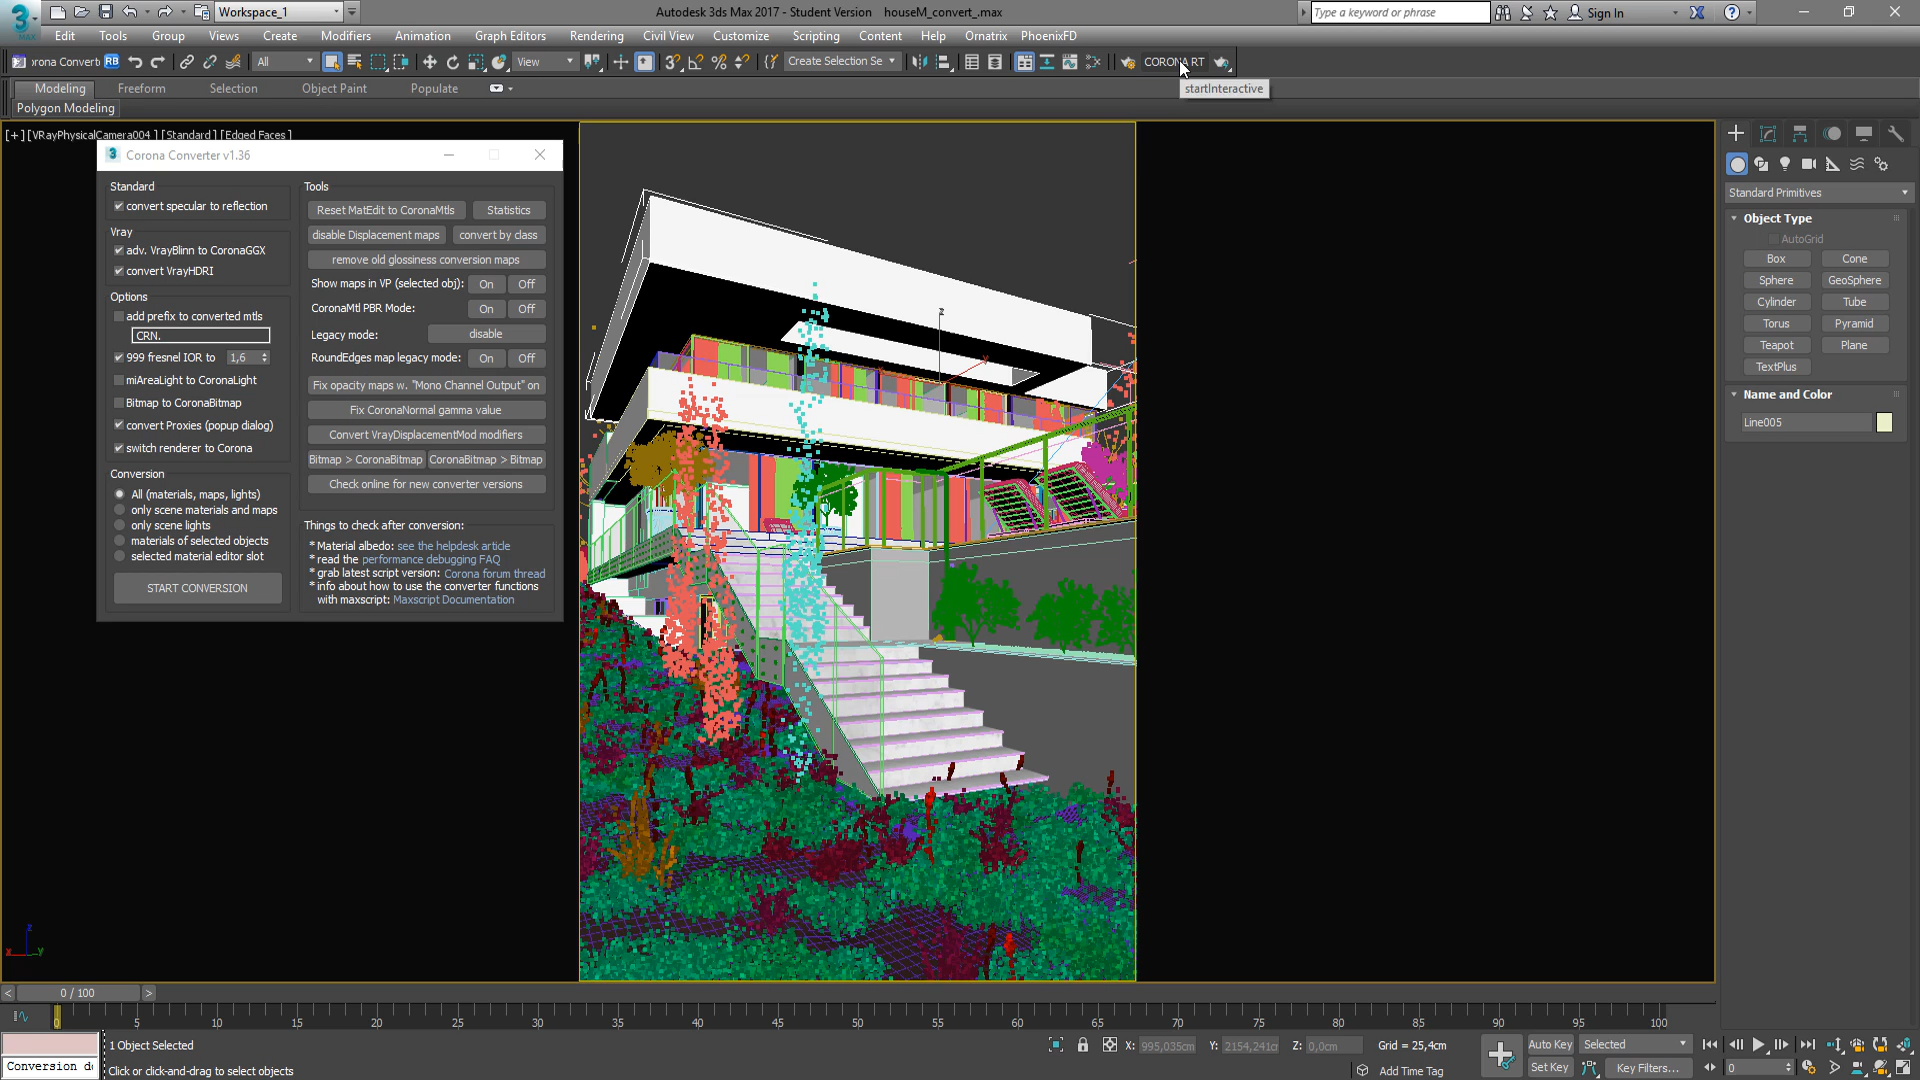 Workspace_1
Autodesk 3ds Max 2017 - Student Version houseM_convert_.max
Type a keyword or phrase
Sign In
MAX
Edit Tools Group Views Create Modifiers Animation Graph Editors Rendering Civil View Customize Scripting Content Help Ornatrix PhoenixFD
orona Converte RB All View Create Selection Se CORONA RT
startInteractive
Modeling Freeform Selection Object Paint Populate
Polygon Modeling
[+] [VRayPhysicalCamera004 ] [Standard ] [Edged Faces ]
Corona Converter v1.36
Standard
convert specular to reflection
Vray
adv. VrayBlinn to CoronaGGX
convert VrayHDRI
Options
add prefix to converted mtls
CRN.
999 fresnel IOR to 1,6
miAreaLight to CoronaLight
Bitmap to CoronaBitmap
convert Proxies (popup dialog)
switch renderer to Corona
Conversion
All (materials, maps, lights)
only scene materials and maps
only scene lights
materials of selected objects
selected material editor slot
START CONVERSION
Tools
Reset MatEdit to CoronaMtls Statistics
disable Displacement maps convert by class
remove old glossiness conversion maps
Show maps in VP (selected obj): On Off
CoronaMtl PBR Mode: On Off
Legacy mode: disable
RoundEdges map legacy mode: On Off
Fix opacity maps w. "Mono Channel Output" on
Fix CoronaNormal gamma value
Convert VrayDisplacementMod modifiers
Bitmap > CoronaBitmap CoronaBitmap > Bitmap
Check online for new converter versions
Things to check after conversion:
* Material albedo: see the helpdesk article
* read the performance debugging FAQ
* grab latest script version: Corona forum thread
* info about how to use the converter functions
with maxscript: Maxscript Documentation
Standard Primitives
Object Type
AutoGrid
Box Cone
Sphere GeoSphere
Cylinder Tube
Torus Pyramid
Teapot Plane
TextPlus
Name and Color
Line005
z
z
x y
< 0 / 100 >
0 5 10 15 20 25 30 35 40 45 50 55 60 65 70 75 80 85 90 95 100
1 Object Selected
X: 995,035cm Y: 2154,241cr Z: 0,0cm Grid = 25,4cm
Auto Key Selected
Conversion d
Click or click-and-drag to select objects
Add Time Tag
Set Key Key Filters... 0